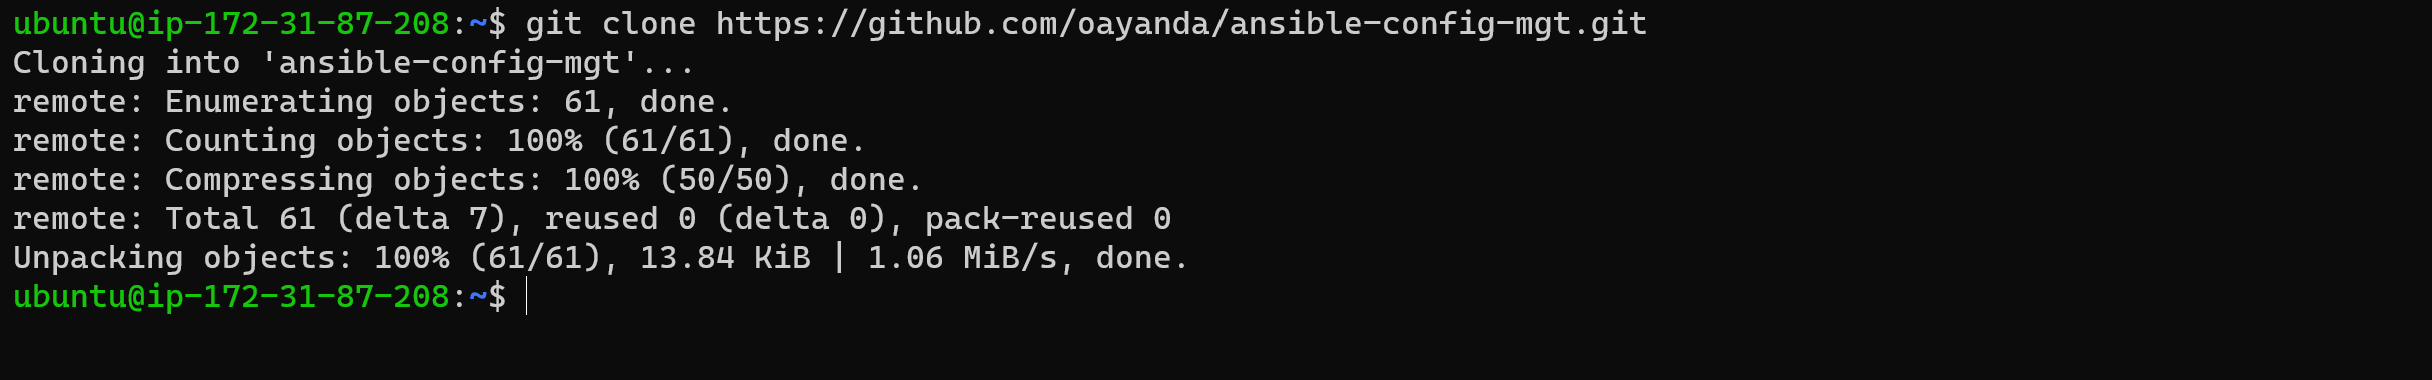 ubuntu@ip-172-31-87-208:~$ git clone https://github.com/oayanda/ansible-config-mgt.git
Cloning into 'ansible-config-mgt'...
remote: Enumerating objects: 61, done.
remote: Counting objects: 100% (61/61), done.
remote: Compressing objects: 100% (50/50), done.
remote: Total 61 (delta 7), reused 0 (delta 0), pack-reused 0
Unpacking objects: 100% (61/61), 13.84 KiB | 1.06 MiB/s, done.
ubuntu@ip-172-31-87-208:~$